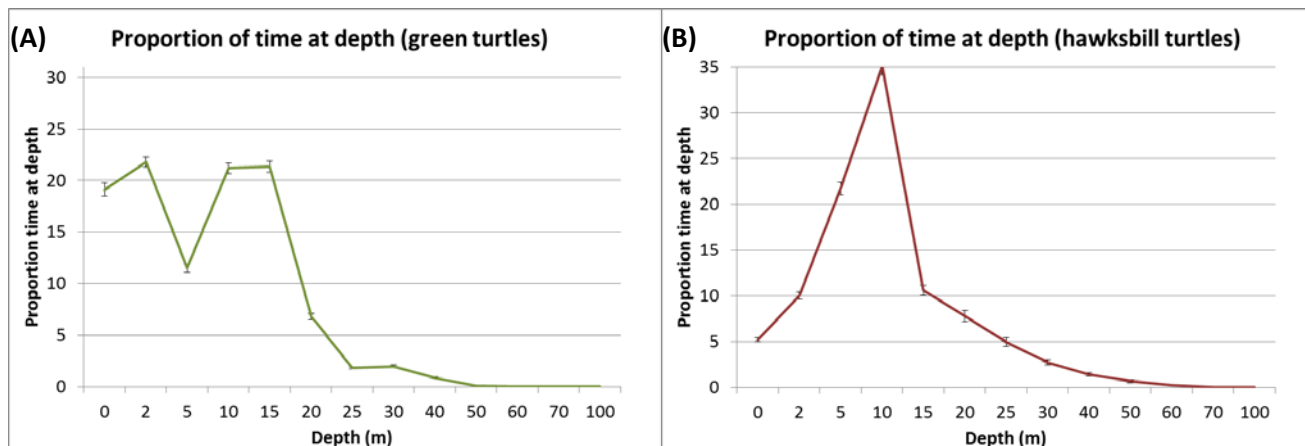 (A)
Proportion of time at depth (green turtles)
Proportion time at depth
30
25
20
15
10
5
0
0 2 5 10 15 20 25 30 40 50 60 70 100
Depth (m)
(B)
Proportion of time at depth (hawksbill turtles)
Proportion time at depth
35
30
25
20
15
10
5
0
0 2 5 10 15 20 25 30 40 50 60 70 100
Depth (m)